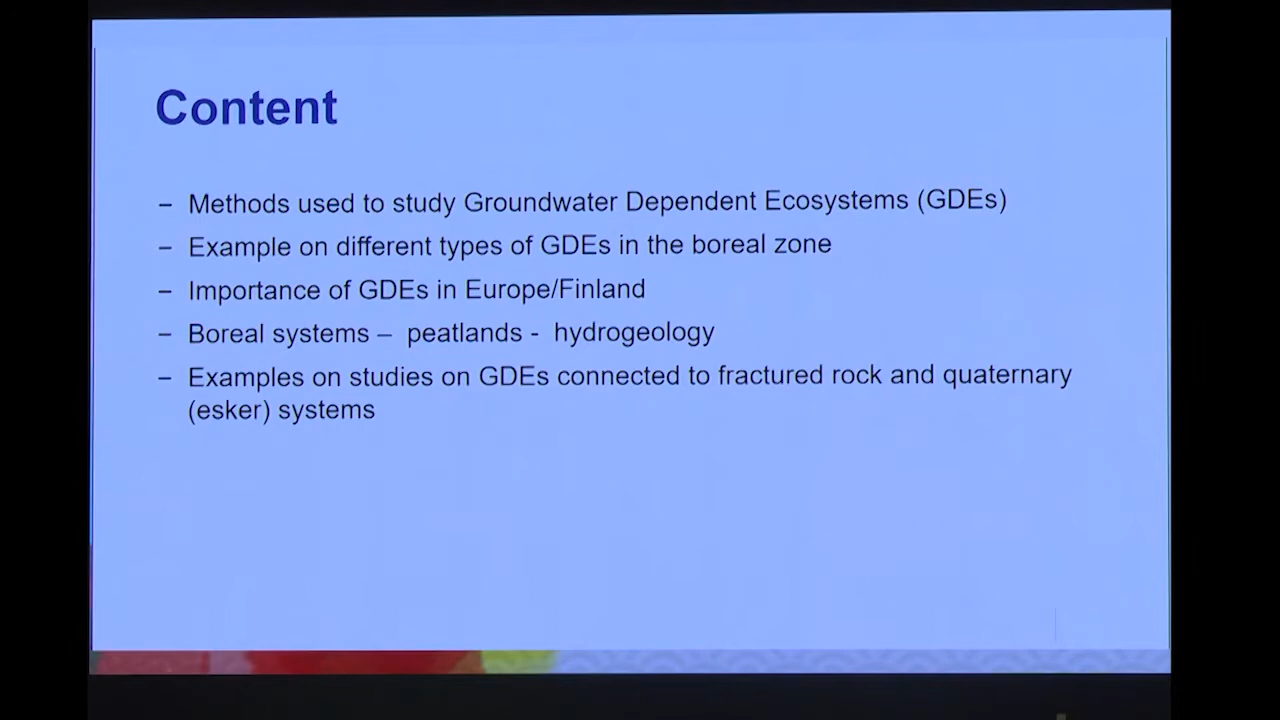 Content
– Methods used to study Groundwater Dependent Ecosystems (GDEs)
– Example on different types of GDEs in the boreal zone
– Importance of GDEs in Europe/Finland
– Boreal systems – peatlands - hydrogeology
– Examples on studies on GDEs connected to fractured rock and quaternary
(esker) systems